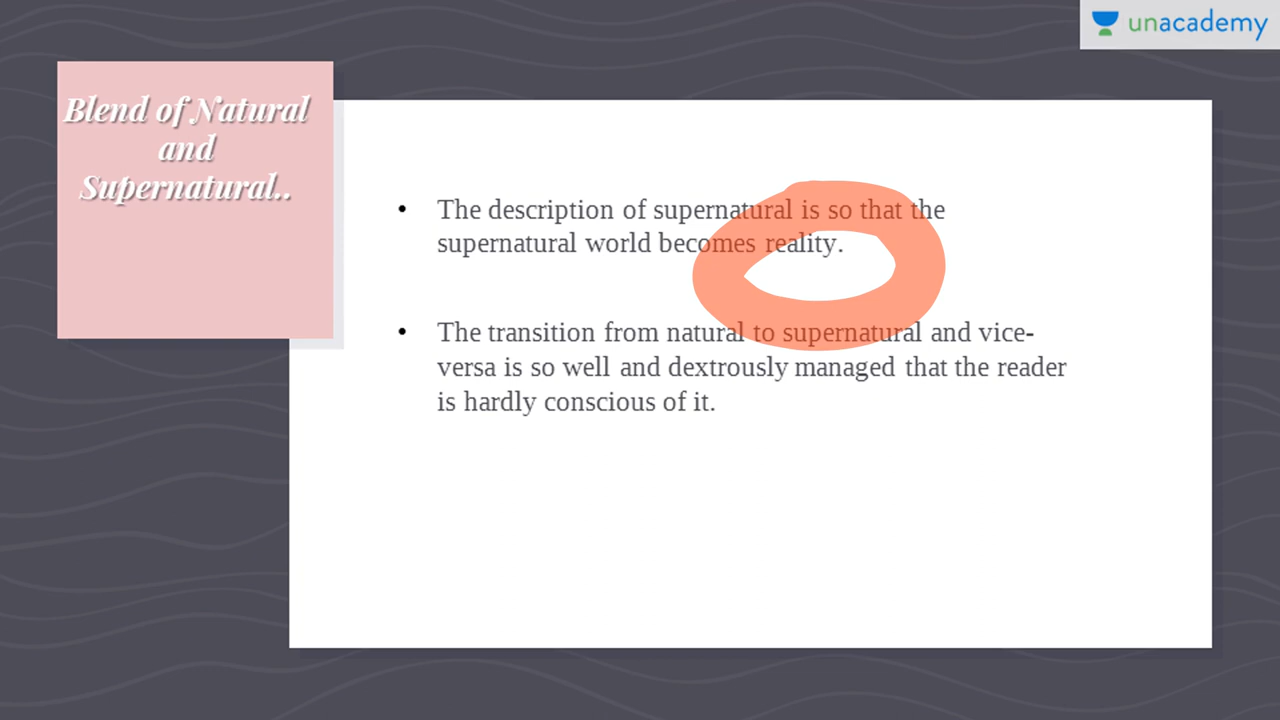 unacademy
Blend of Natural
and
Supernatural..
• The description of supernatural is so that the
supernatural world becomes reality.
• The transition from natural to supernatural and vice-
versa is so well and dextrously managed that the reader
is hardly conscious of it.